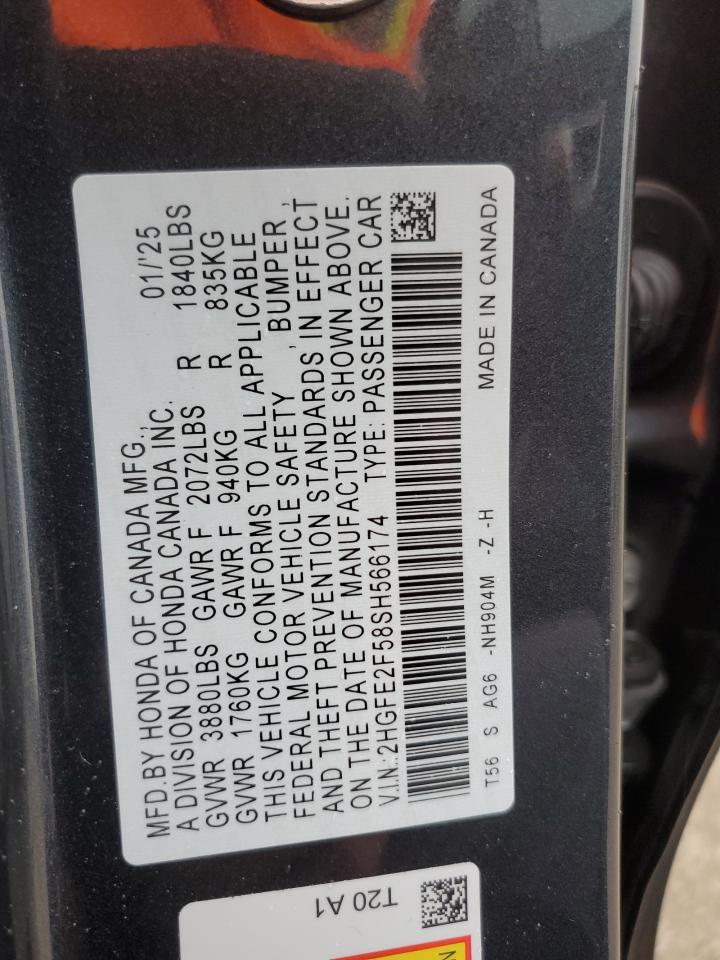 MFD.BY HONDA OF CANADA MFG., 01/'25
A DIVISION OF HONDA CANADA INC.
GVWR 3880LBS GAWR F 2072LBS R 1840LBS
GVWR 1760KG GAWR F 940KG R 835KG
THIS VEHICLE CONFORMS TO ALL APPLICABLE
FEDERAL MOTOR VEHICLE SAFETY , BUMPER ,
AND THEFT PREVENTION STANDARDS IN EFFECT
ON THE DATE OF MANUFACTURE SHOWN ABOVE.
V.I.N.:2HGFE2F58SH566174 TYPE:PASSENGER CAR
T56 S AG6 -NH904M -Z -H MADE IN CANADA
T20 A1